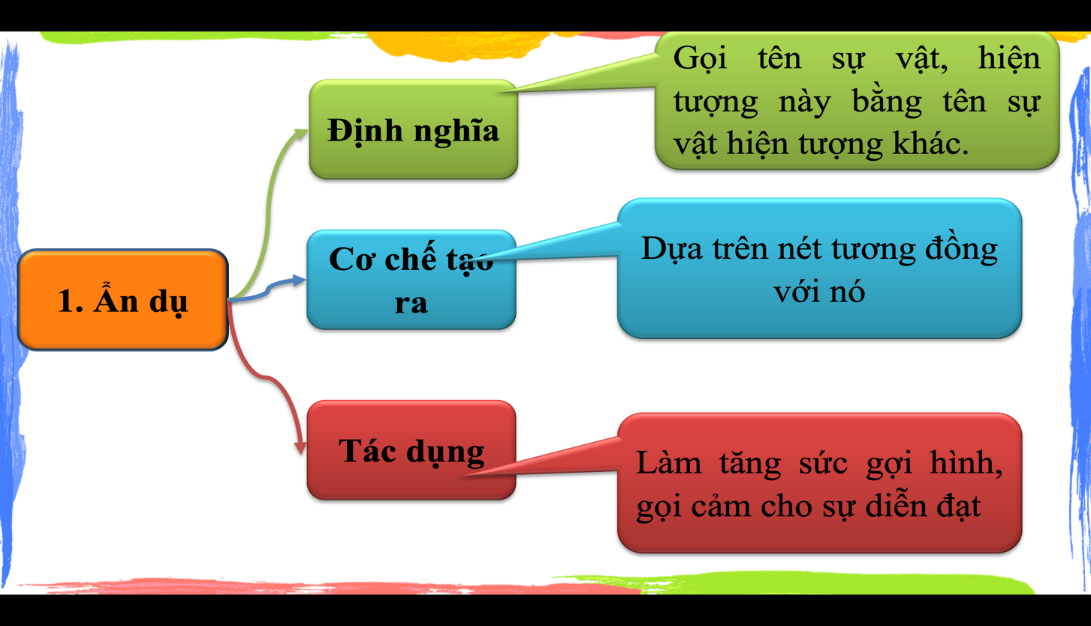 Gọi tên sự vật, hiện
tượng này bằng tên sự
vật hiện tượng khác.
Định nghĩa
Cơ chế tạo
ra
Dựa trên nét tương đồng
với nó
1. Ẩn dụ
Tác dụng
Làm tăng sức gợi hình,
gọi cảm cho sự diễn đạt